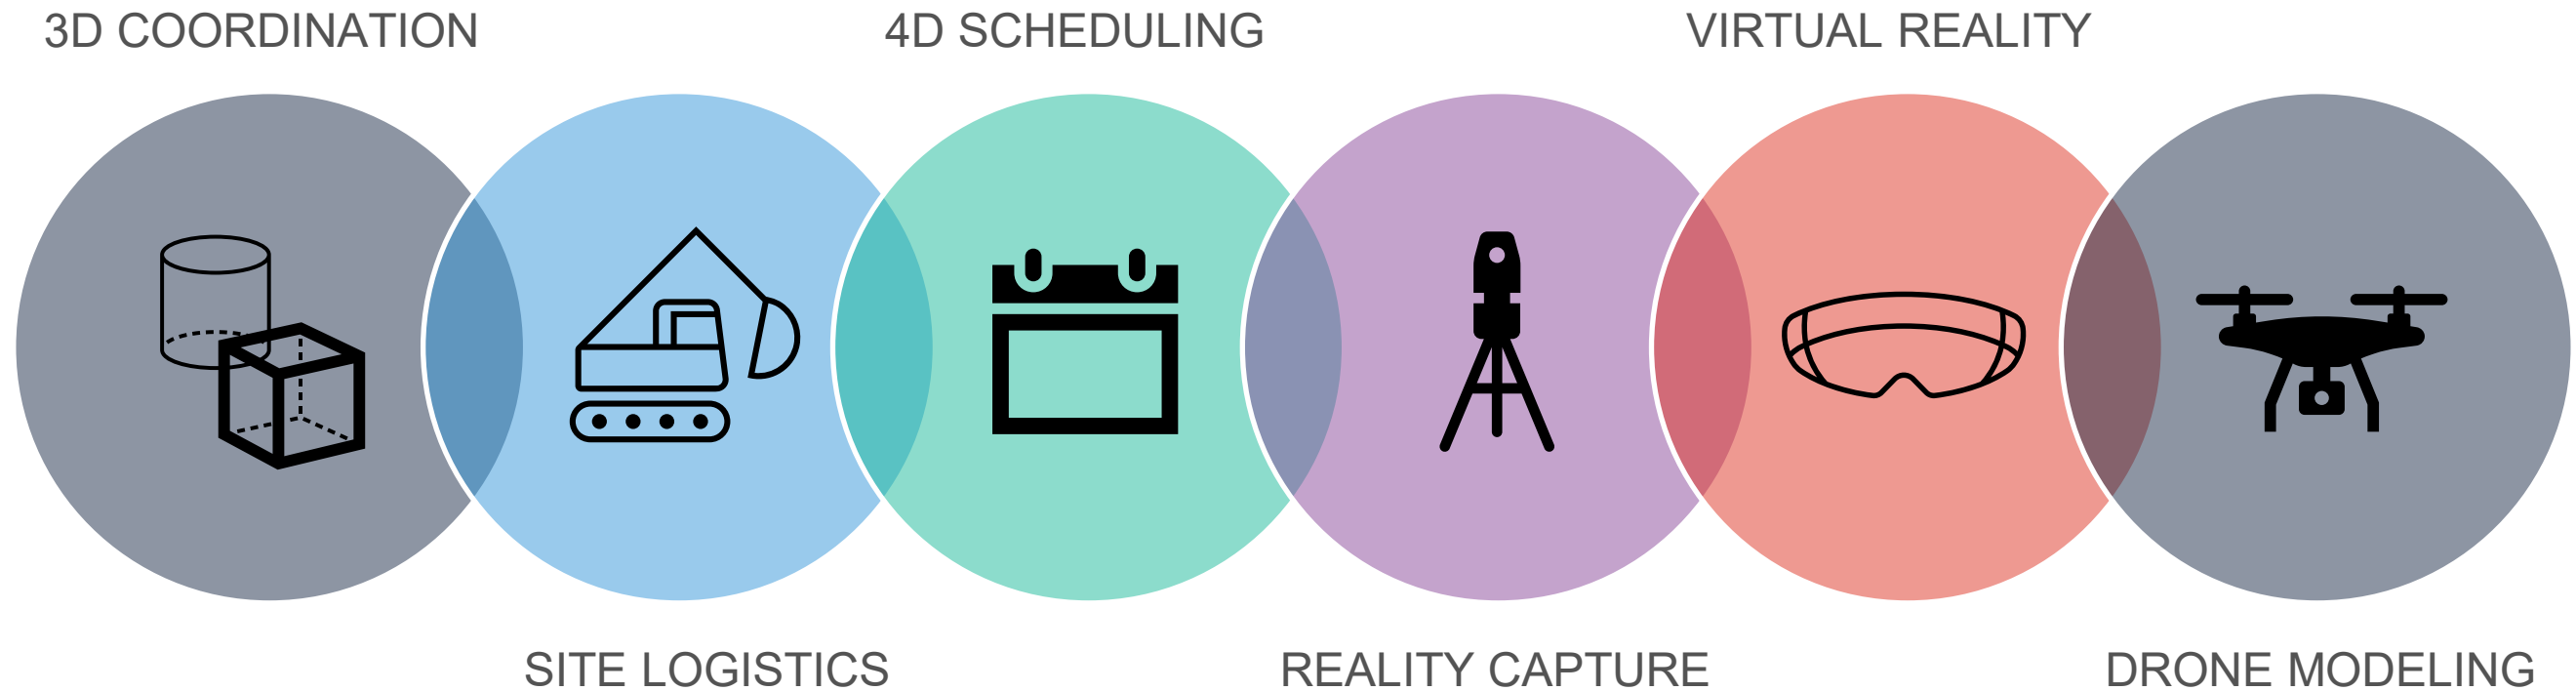 3D COORDINATION
4D SCHEDULING
VIRTUAL REALITY
SITE LOGISTICS
REALITY CAPTURE
DRONE MODELING